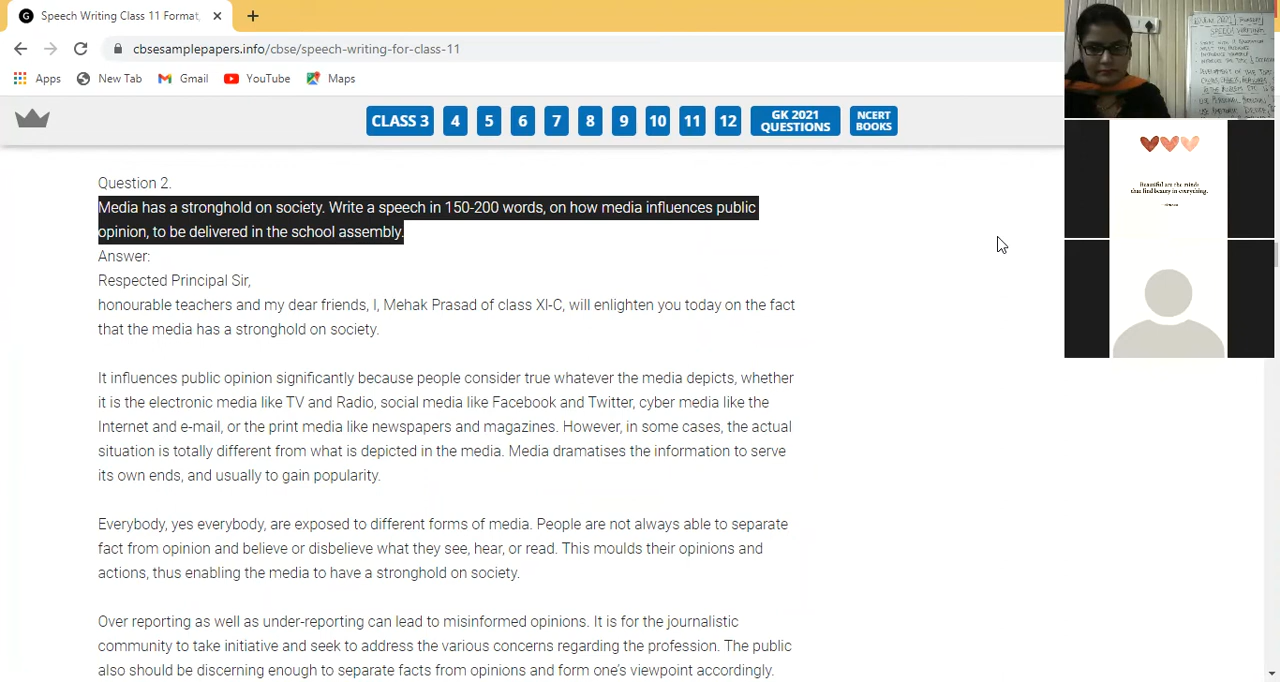 Speech Writing Class 11 Format,
cbsesamplepapers.info/cbse/speech-writing-for-class-11
Apps New Tab Gmail YouTube Maps
CLASS 3 4 5 6 7 8 9 10 11 12 GK 2021 QUESTIONS NCERT BOOKS
Question 2.
Media has a stronghold on society. Write a speech in 150-200 words, on how media influences public
opinion, to be delivered in the school assembly.
Answer:
Respected Principal Sir,
honourable teachers and my dear friends, I, Mehak Prasad of class XI-C, will enlighten you today on the fact
that the media has a stronghold on society.
It influences public opinion significantly because people consider true whatever the media depicts, whether
it is the electronic media like TV and Radio, social media like Facebook and Twitter, cyber media like the
Internet and e-mail, or the print media like newspapers and magazines. However, in some cases, the actual
situation is totally different from what is depicted in the media. Media dramatises the information to serve
its own ends, and usually to gain popularity.
Everybody, yes everybody, are exposed to different forms of media. People are not always able to separate
fact from opinion and believe or disbelieve what they see, hear, or read. This moulds their opinions and
actions, thus enabling the media to have a stronghold on society.
Over reporting as well as under-reporting can lead to misinformed opinions. It is for the journalistic
community to take initiative and seek to address the various concerns regarding the profession. The public
also should be discerning enough to separate facts from opinions and form one's viewpoint accordingly.
SPEECH WRITING
Beautiful are the minds
that find beauty in everything.